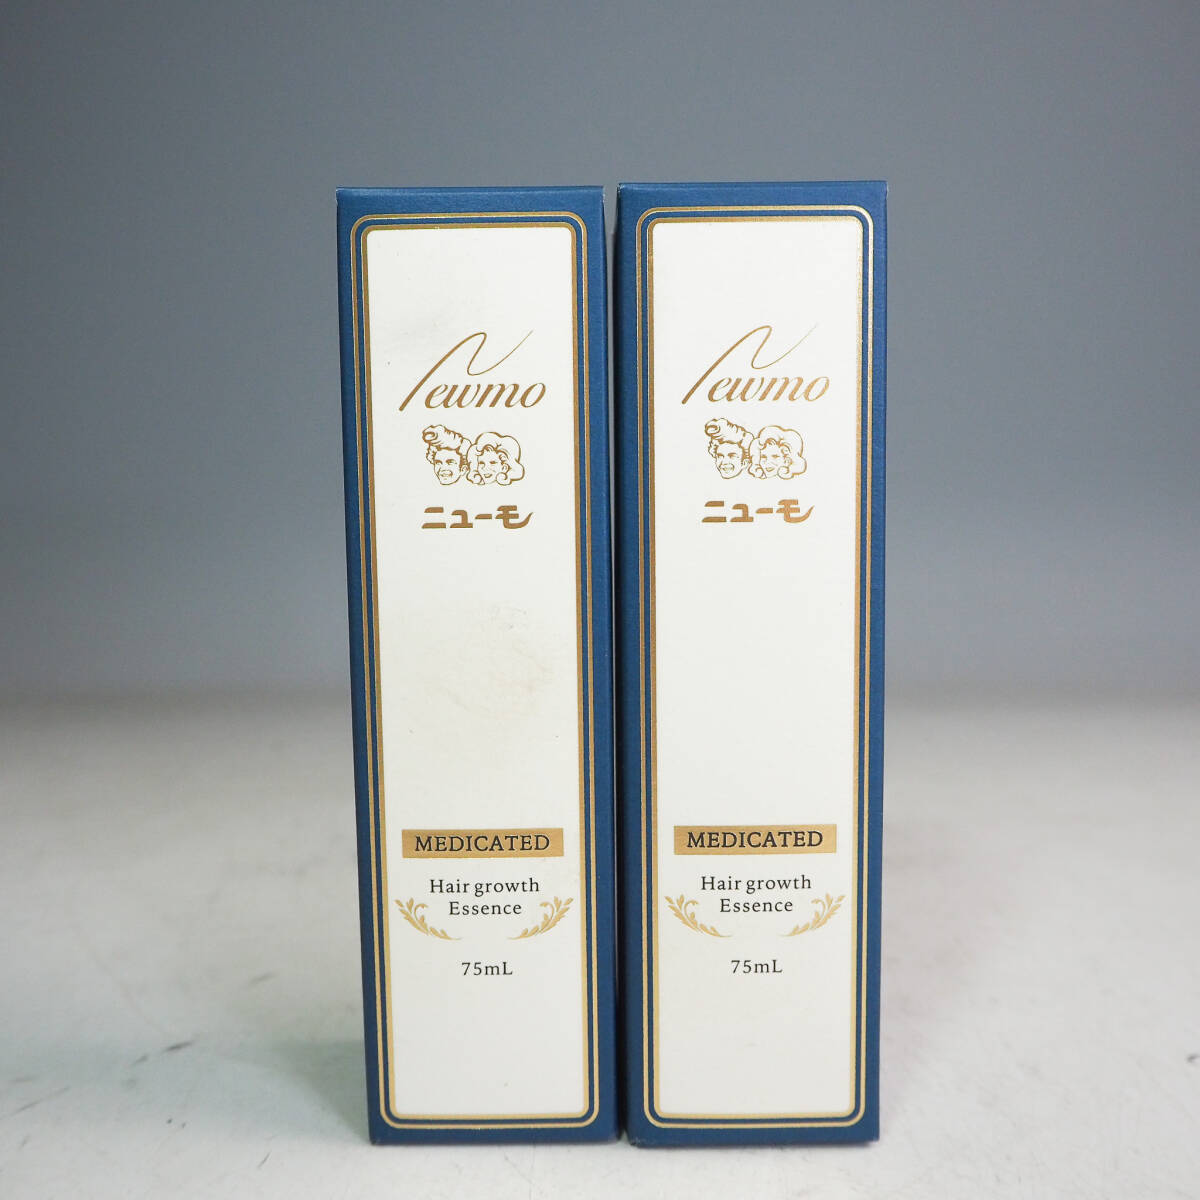 Newmo
ニューモ
MEDICATED
Hair growth
Essence
75mL
Newmo
ニューモ
MEDICATED
Hair growth
Essence
75mL